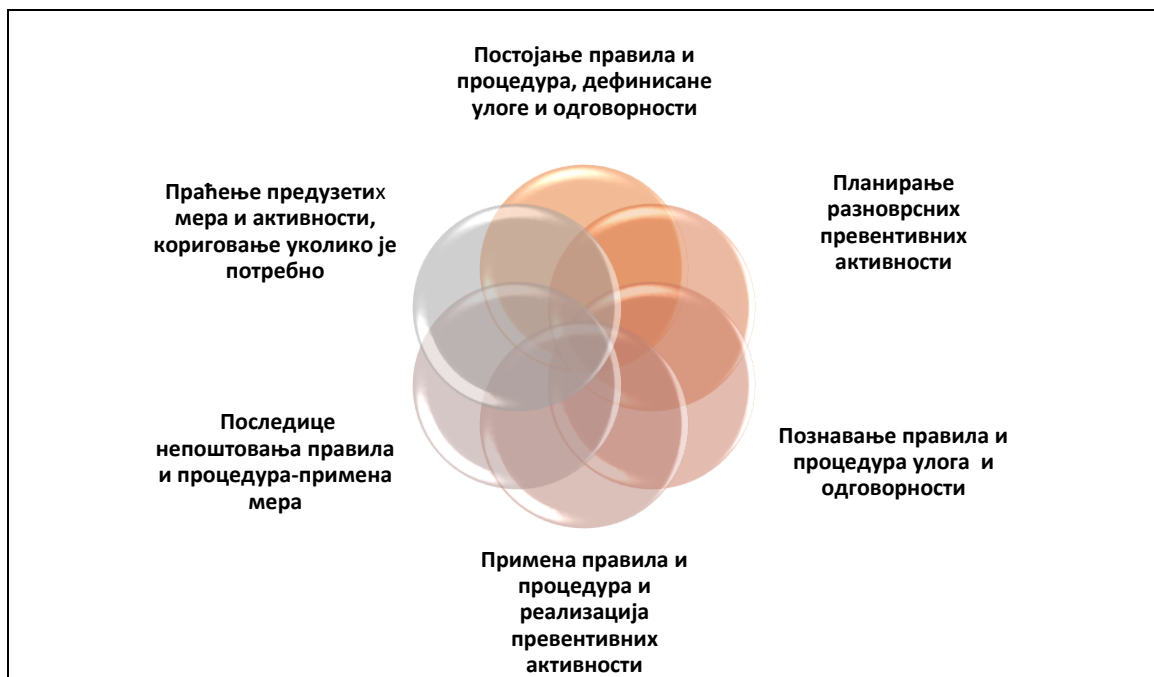 Постојање правила и
процедура, дефинисане
улоге и одговорности
Планирање
разноврсних
превентивних
активности
Познавање правила и
процедура улога  и
одговорности
Примена правила и
процедура и
реализација
превентивних
активности
Последице
непоштовања правила
и процедура-примена
мера
Праћење предузетих
мера и активности,
кориговање уколико је
потребно